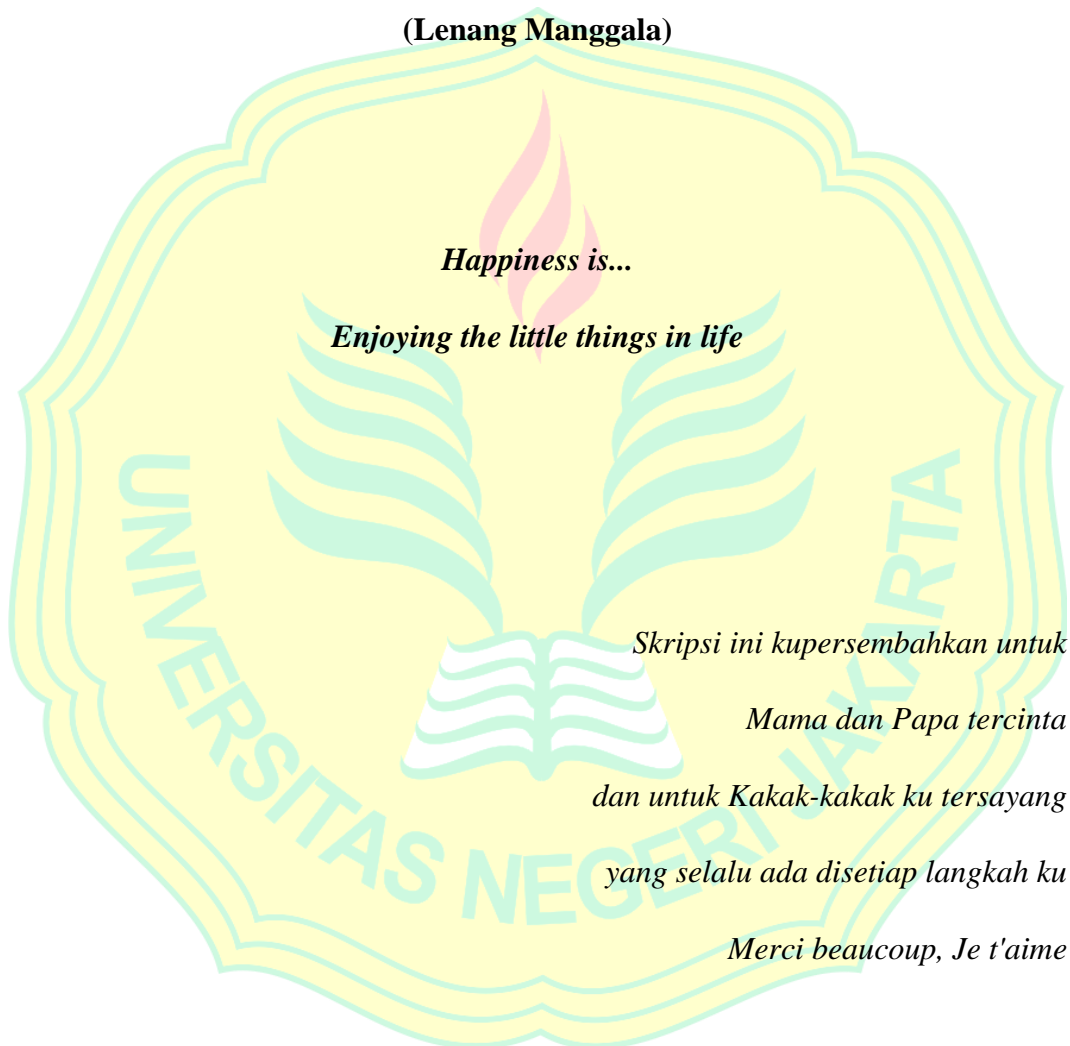 (Lenang Manggala)
Happiness is...
Enjoying the little things in life
Skripsi ini kupersembahkan untuk
Mama dan Papa tercinta
dan untuk Kakak-kakak ku tersayang
yang selalu ada disetiap langkah ku
Merci beaucoup, Je t'aime
UNIVERSITAS NEGERI JAKARTA